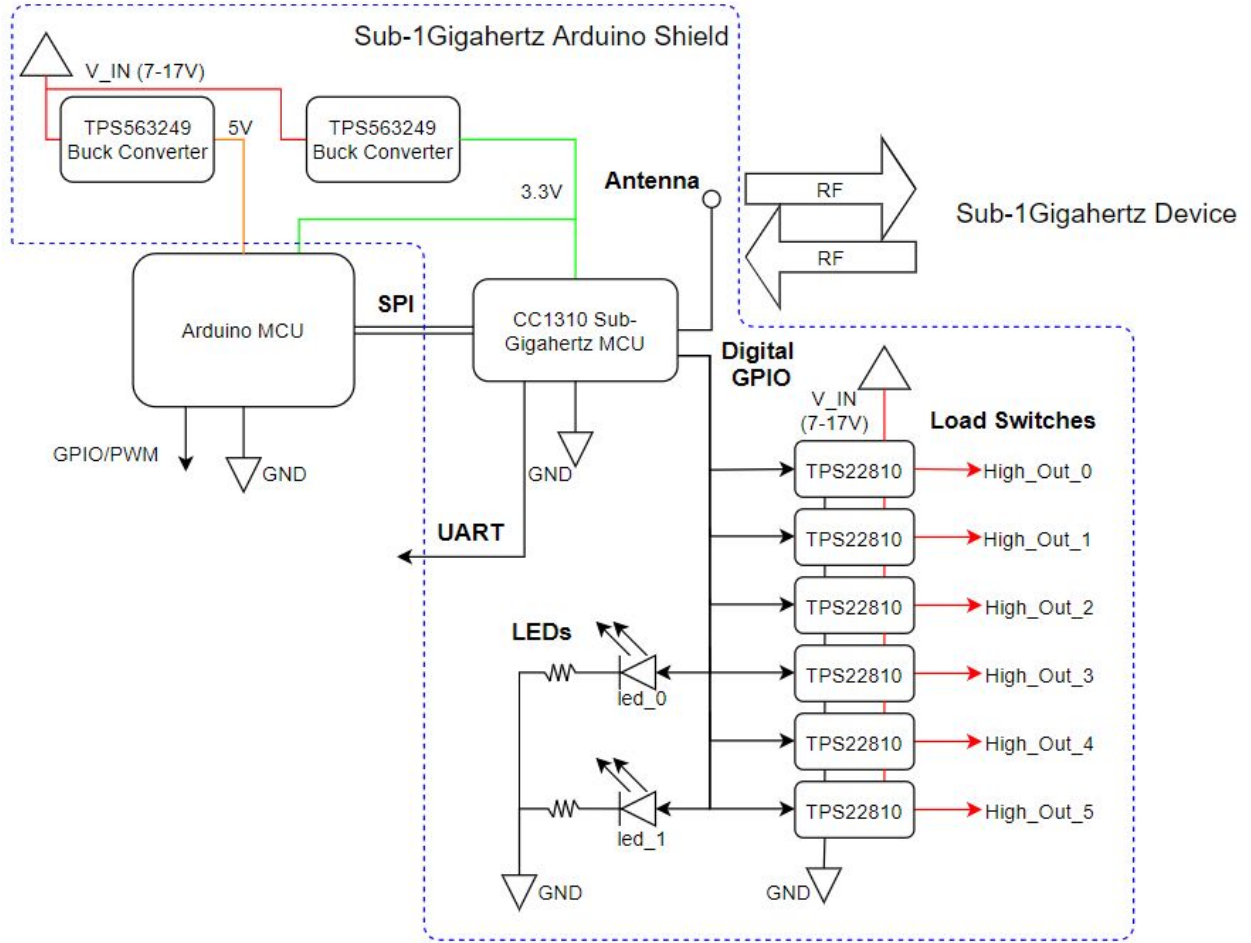 Sub-1Gigahertz Arduino Shield
V_IN (7-17V)
TPS563249
Buck Converter
5V
TPS563249
Buck Converter
3.3V
Antenna
RF
RF
Sub-1Gigahertz Device
Arduino MCU
SPI
CC1310 Sub-
Gigahertz MCU
Digital
GPIO
GPIO/PWM
GND
GND
UART
V_IN
(7-17V)
Load Switches
TPS22810
High_Out_0
TPS22810
High_Out_1
TPS22810
High_Out_2
TPS22810
High_Out_3
TPS22810
High_Out_4
TPS22810
High_Out_5
LEDs
led_0
led_1
GND
GND